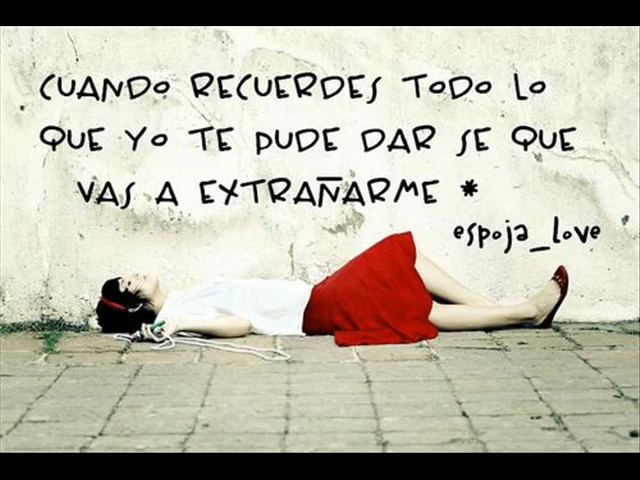 CUANDO RECUERDES TODO LO
QUE YO TE PUDE DAR SE QUE
VAS A EXTRAÑARME *
espoja_love